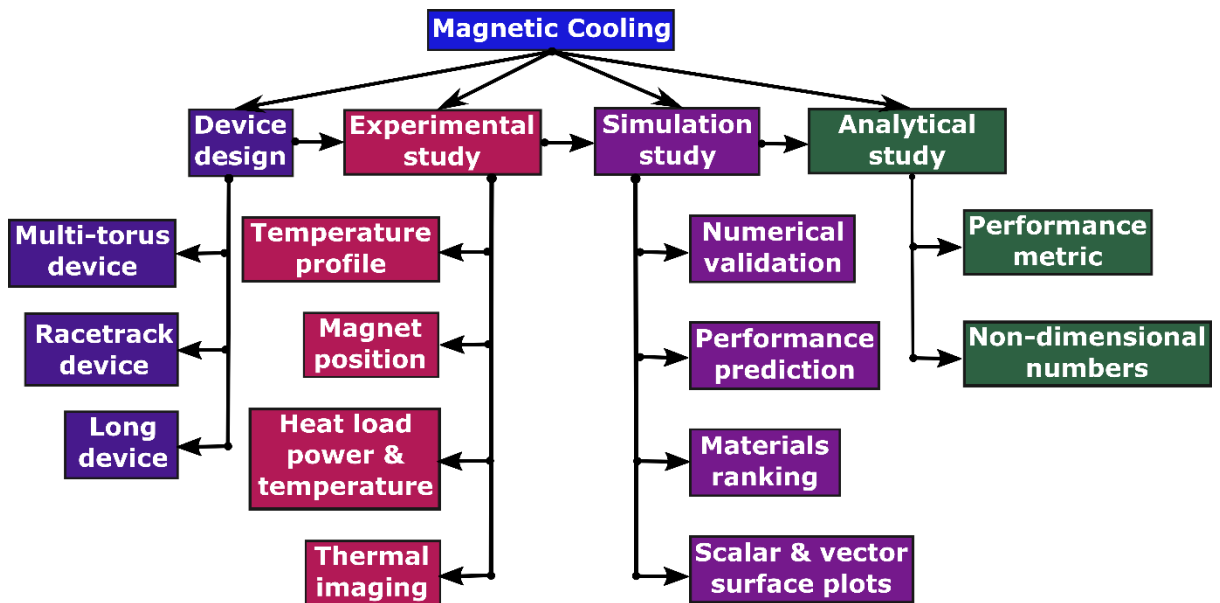 Magnetic Cooling
Device
design
Experimental
study
Simulation
study
Analytical
study
Multi-torus
device
Racetrack
device
Long
device
Temperature
profile
Magnet
position
Heat load
power &
temperature
Thermal
imaging
Numerical
validation
Performance
prediction
Materials
ranking
Scalar & vector
surface plots
Performance
metric
Non-dimensional
numbers